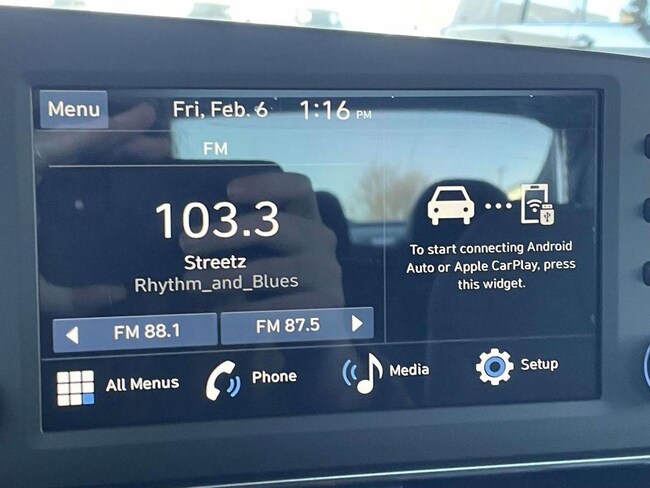 Menu
Fri, Feb. 6
1:16 PM
FM
103.3
Streetz
Rhythm_and_Blues
FM 88.1
FM 87.5
To start connecting Android
Auto or Apple CarPlay, press
this widget.
All Menus
Phone
Media
Setup